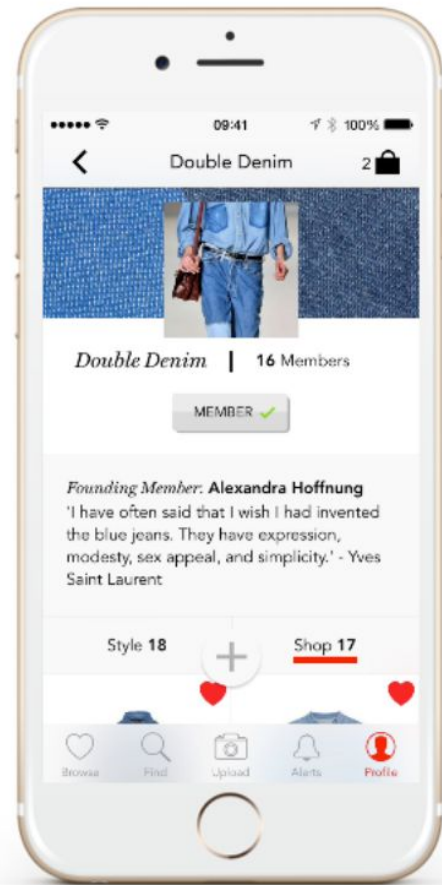 09:41 100%
Double Denim 2
Double Denim | 16 Members
MEMBER
Founding Member: Alexandra Hoffnung
'I have often said that I wish I had invented
the blue jeans. They have expression,
modesty, sex appeal, and simplicity.' - Yves
Saint Laurent
Style 18 + Shop 17
Browse Find Upload Alerts Profile